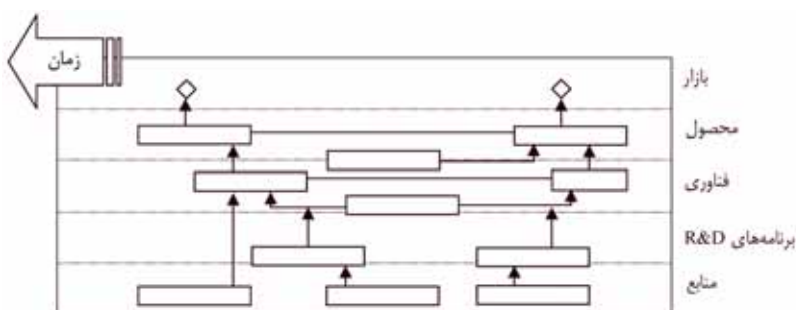 زمان
بازار
محصول
فناوری
برنامه‌های R&D
منابع